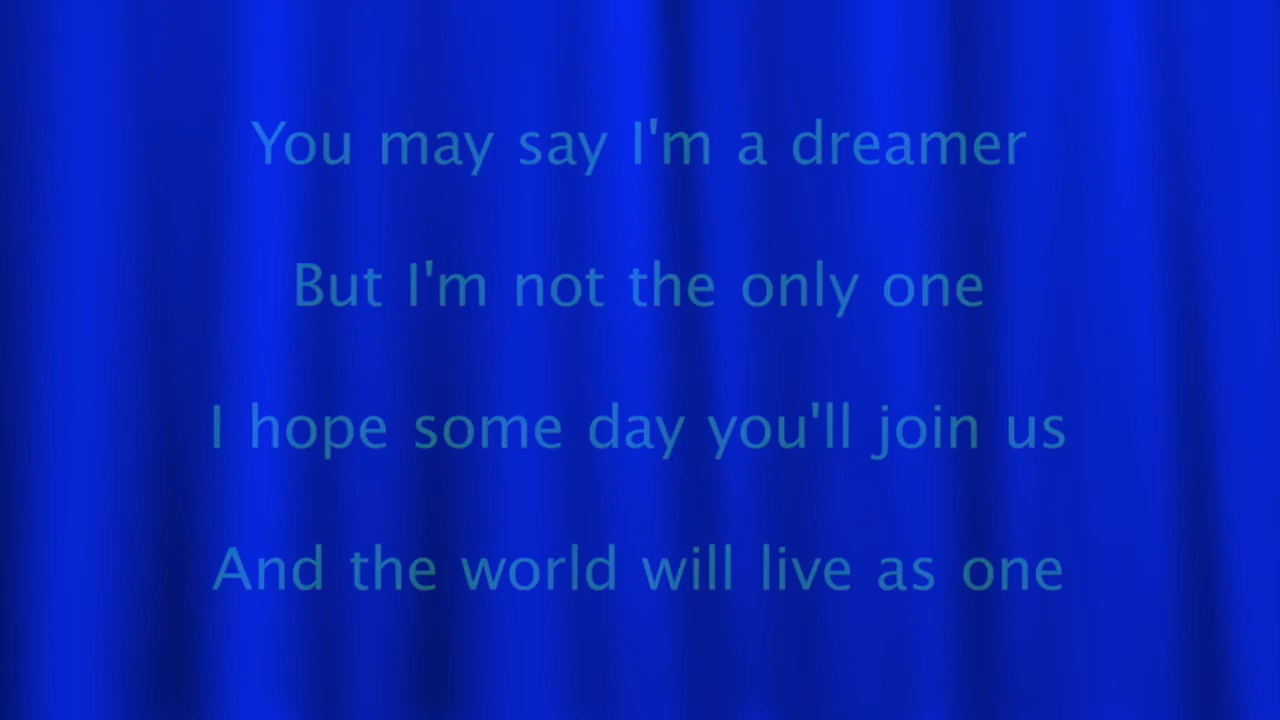 You may say I'm a dreamer
But I'm not the only one
I hope some day you'll join us
And the world will live as one